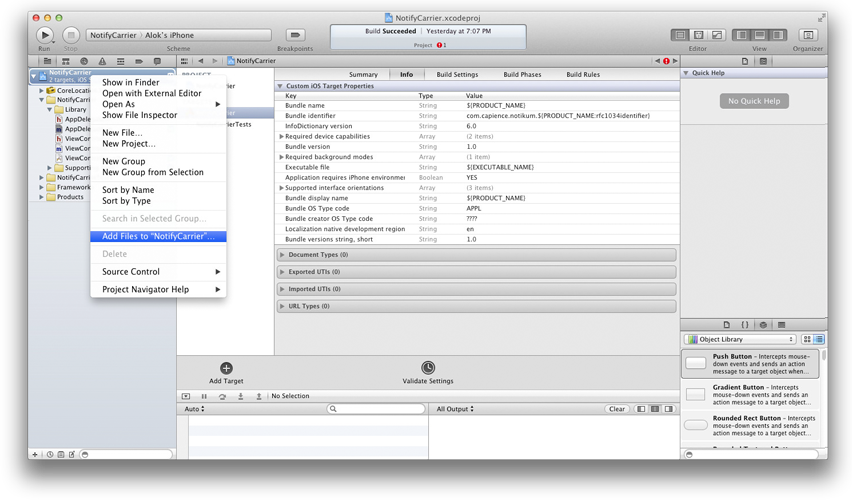 NotifyCarrier.xcodeproj
Run
Stop
NotifyCarrier
Alok's iPhone
Scheme
Breakpoints
Build Succeeded | Yesterday at 7:07 PM
Project 1
Editor
View
Organizer
NotifyCarrier
NotifyCarrier
2 targets, iOS
CoreLocatio
NotifyCarri
Library
AppDele
AppDele
ViewCon
ViewCon
ViewCon
Supporti
NotifyCarri
Framework
Products
Show in Finder
Open with External Editor
Open As
Show File Inspector
New File...
New Project...
New Group
New Group from Selection
Sort by Name
Sort by Type
Search in Selected Group...
Add Files to "NotifyCarrier"...
Delete
Source Control
Project Navigator Help
PROJECT
rier
rier
rierTests
Summary
Info
Build Settings
Build Phases
Build Rules
Custom iOS Target Properties
Key Type Value
Bundle name String ${PRODUCT_NAME}
Bundle identifier String com.capience.notikum.${PRODUCT_NAME:rfc1034identifier}
InfoDictionary version String 6.0
Required device capabilities Array (2 items)
Bundle version String 1.0
Required background modes Array (1 item)
Executable file String ${EXECUTABLE_NAME}
Application requires iPhone environmen Boolean YES
Supported interface orientations Array (3 items)
Bundle display name String ${PRODUCT_NAME}
Bundle OS Type code String APPL
Bundle creator OS Type code String ????
Localization native development region String en
Bundle versions string, short String 1.0
Document Types (0)
Exported UTIs (0)
Imported UTIs (0)
URL Types (0)
Add Target
Validate Settings
No Selection
Auto
All Output
Clear
Quick Help
No Quick Help
Object Library
Push Button - Intercepts mouse-
down events and sends an action
message to a target object when...
Gradient Button - Intercepts
mouse-down events and sends an
action message to a target object...
Rounded Rect Button - Intercepts
mouse-down events and sends an
action message to a target object...